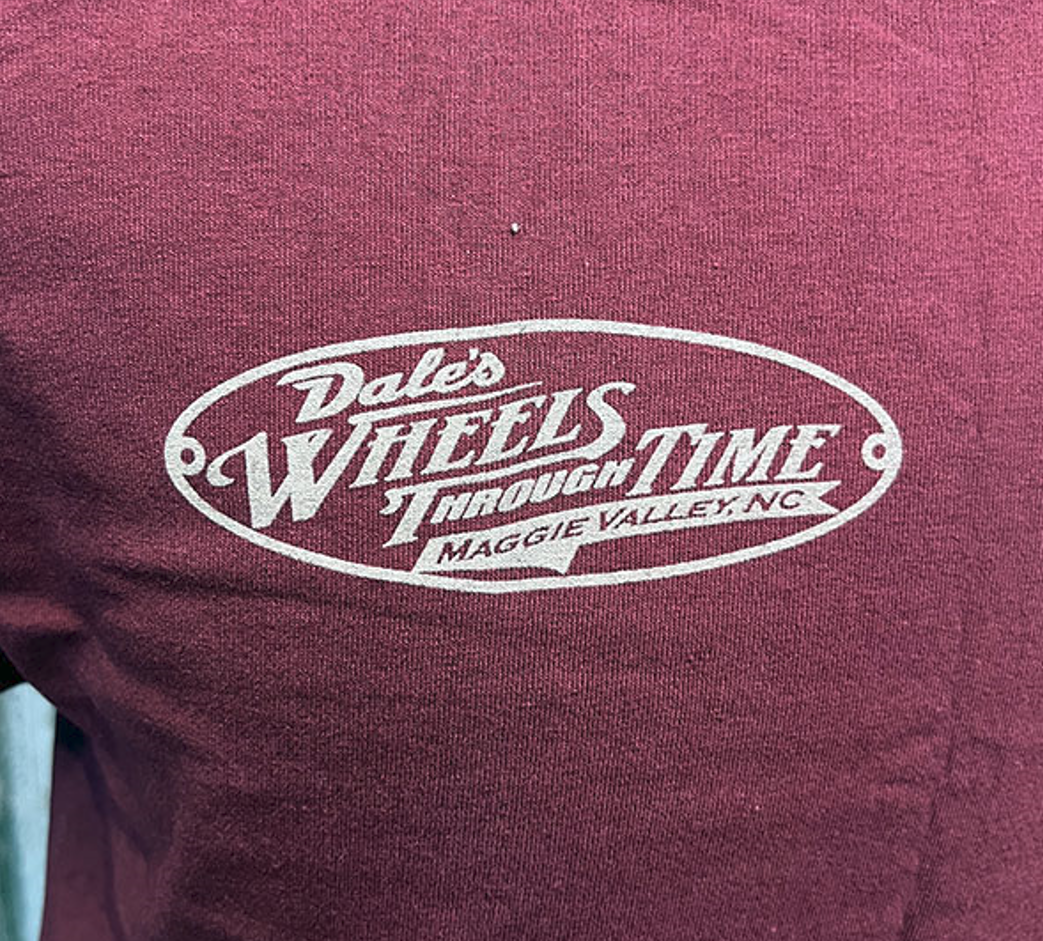 Dale's
WHEELS
THROUGH TIME
MAGGIE VALLEY, NC